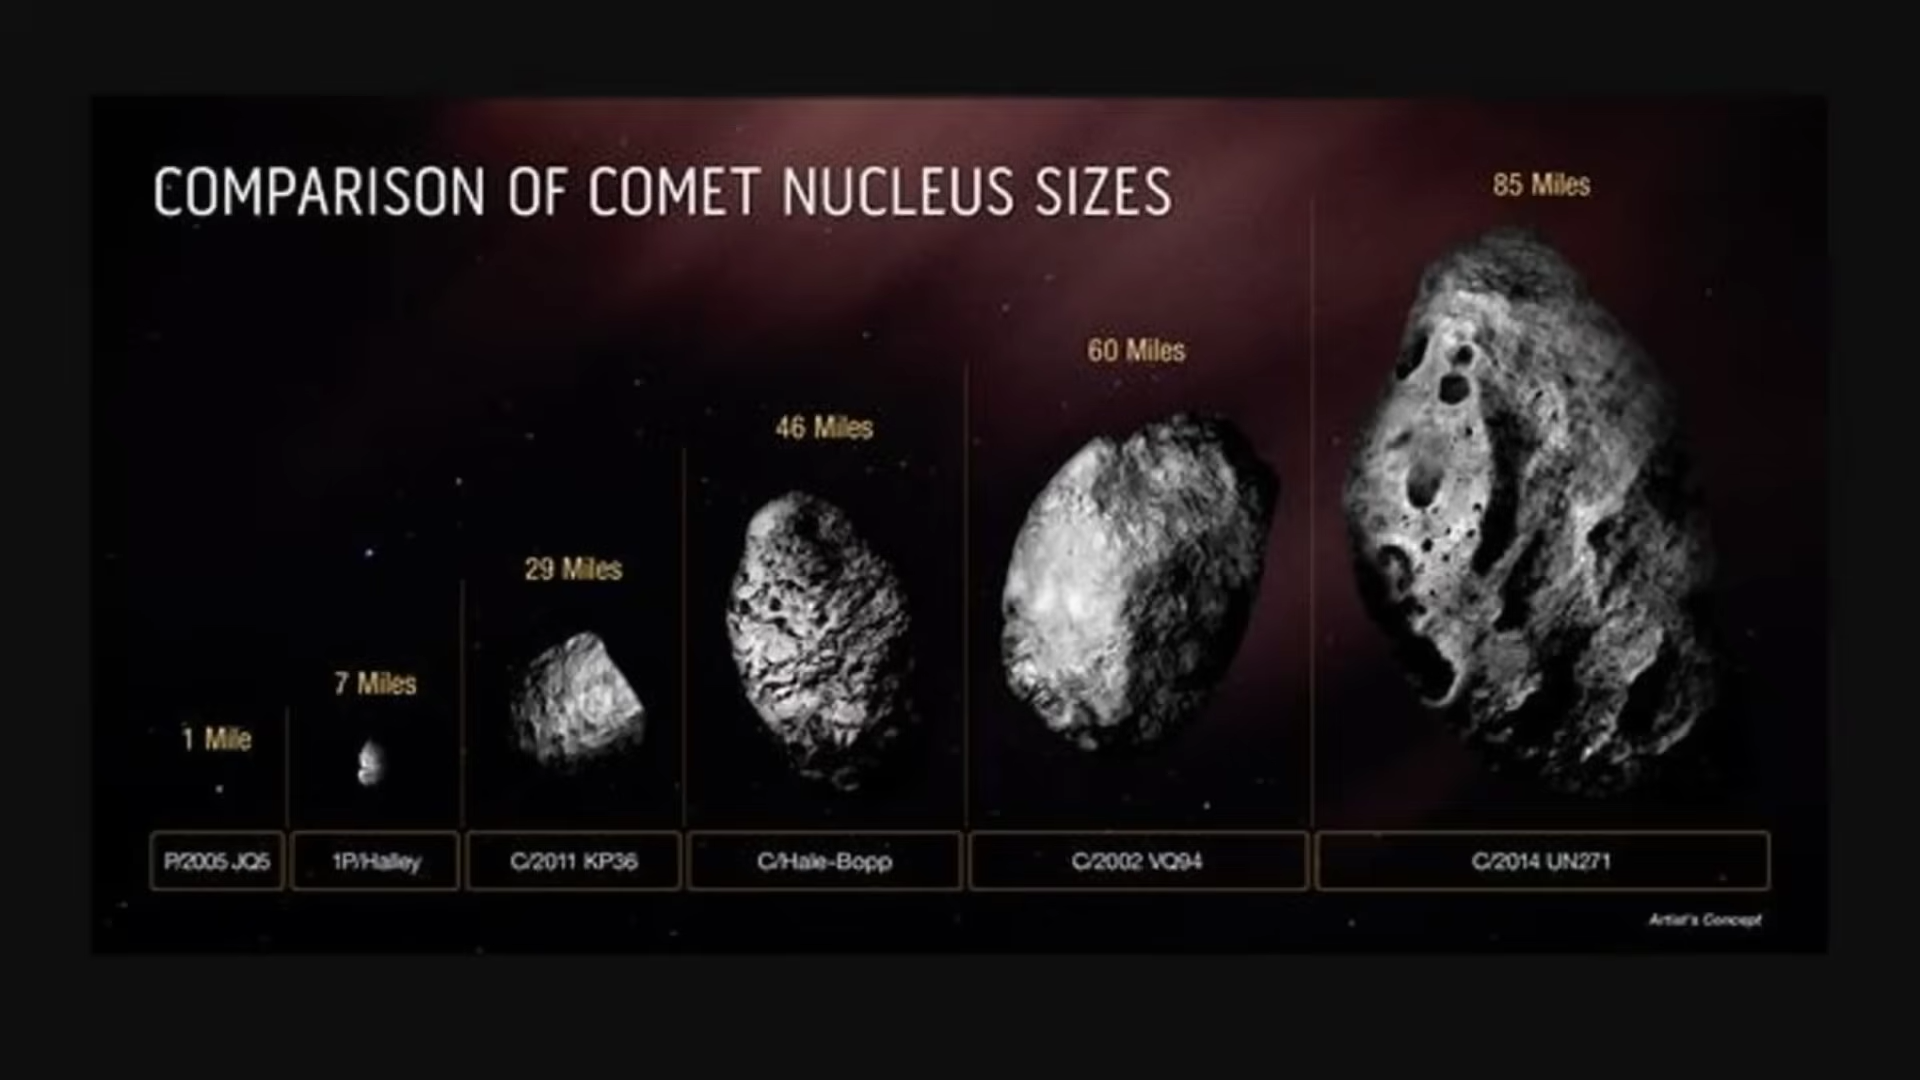 COMPARISON OF COMET NUCLEUS SIZES
85 Miles
60 Miles
46 Miles
29 Miles
7 Miles
1 Mile
P/2005 JQ5
1P/Halley
C/2011 KP36
C/Hale-Bopp
C/2002 VQ94
C/2014 UN271
Artist's Concept